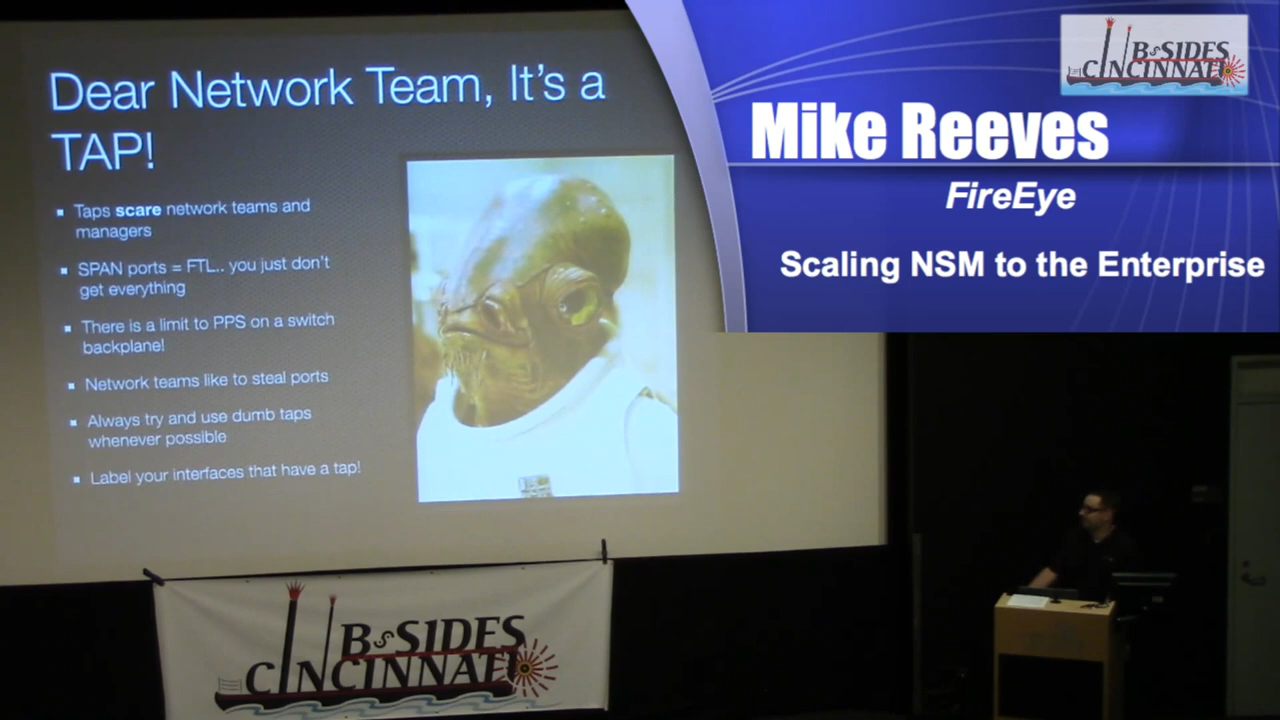 Dear Network Team, It's a
TAP!
Taps scare network teams and
managers
SPAN ports = FTL.. you just don't
get everything
There is a limit to PPS on a switch
backplane!
Network teams like to steal ports
Always try and use dumb taps
whenever possible
Label your interfaces that have a tap!
BSIDES
CINCINNATI
Mike Reeves
FireEye
Scaling NSM to the Enterprise
BSIDES
CINCINNATI